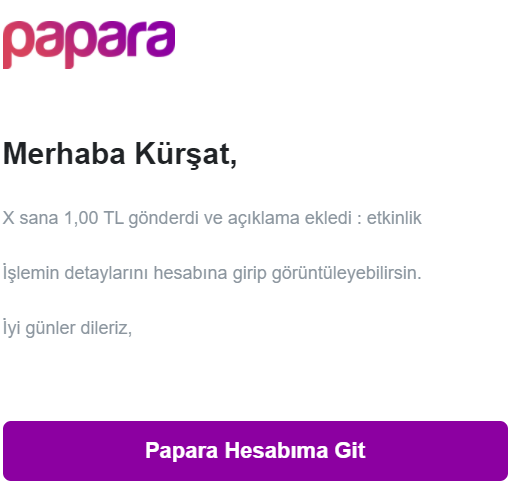 papara
Merhaba Kürşat,
X sana 1,00 TL gönderdi ve açıklama ekledi : etkinlik
İşlemin detaylarını hesabına girip görüntüleyebilirsin.
İyi günler dileriz,
Papara Hesabıma Git